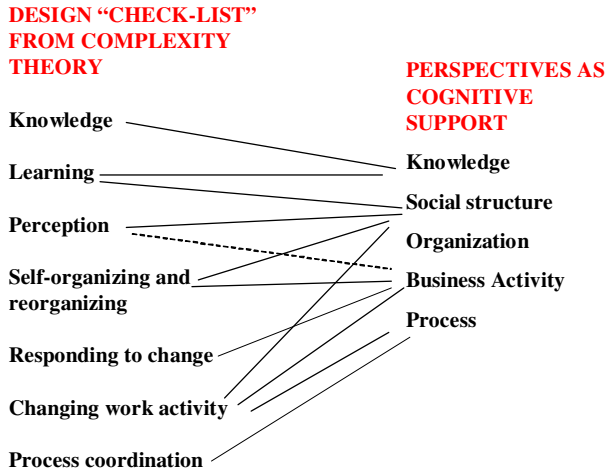 DESIGN “CHECK-LIST”
FROM COMPLEXITY
THEORY
Knowledge
Learning
Perception
Self-organizing and
reorganizing
Responding to change
Changing work activity
Process coordination
PERSPECTIVES AS
COGNITIVE
SUPPORT
Knowledge
Social structure
Organization
Business Activity
Process